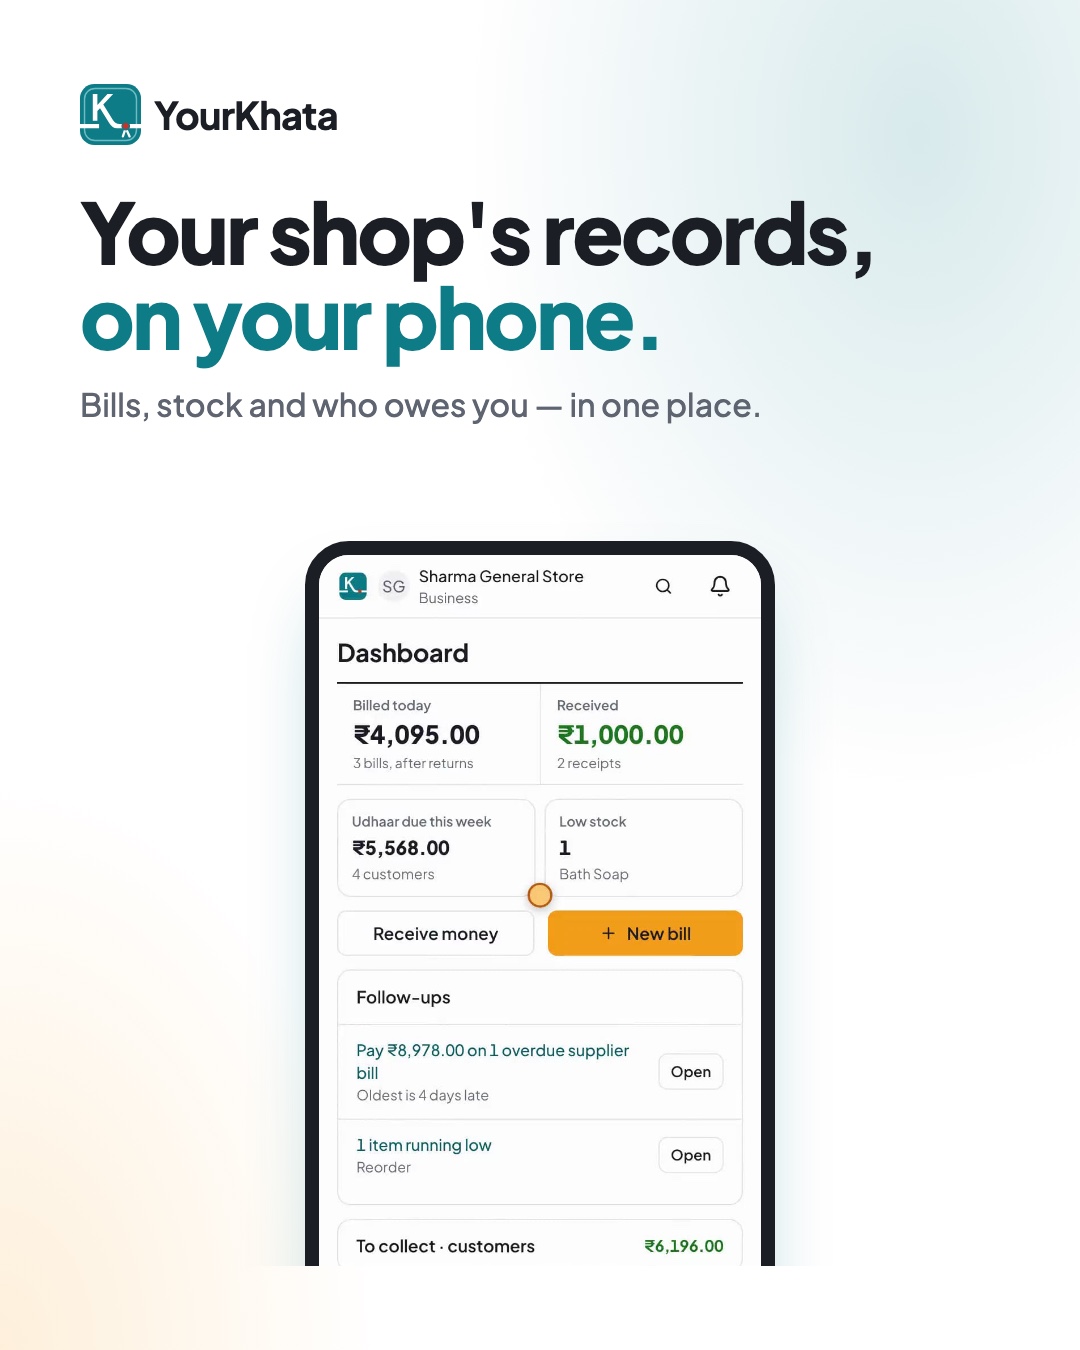 K
YourKhata
Your shop's records,
on your phone.
Bills, stock and who owes you — in one place.
K
SG
Sharma General Store
Business
Dashboard
Billed today
₹4,095.00
3 bills, after returns
Received
₹1,000.00
2 receipts
Udhaar due this week
₹5,568.00
4 customers
Low stock
1
Bath Soap
Receive money
+ New bill
Follow-ups
Pay ₹8,978.00 on 1 overdue supplier
bill
Oldest is 4 days late
Open
1 item running low
Reorder
Open
To collect · customers
₹6,196.00